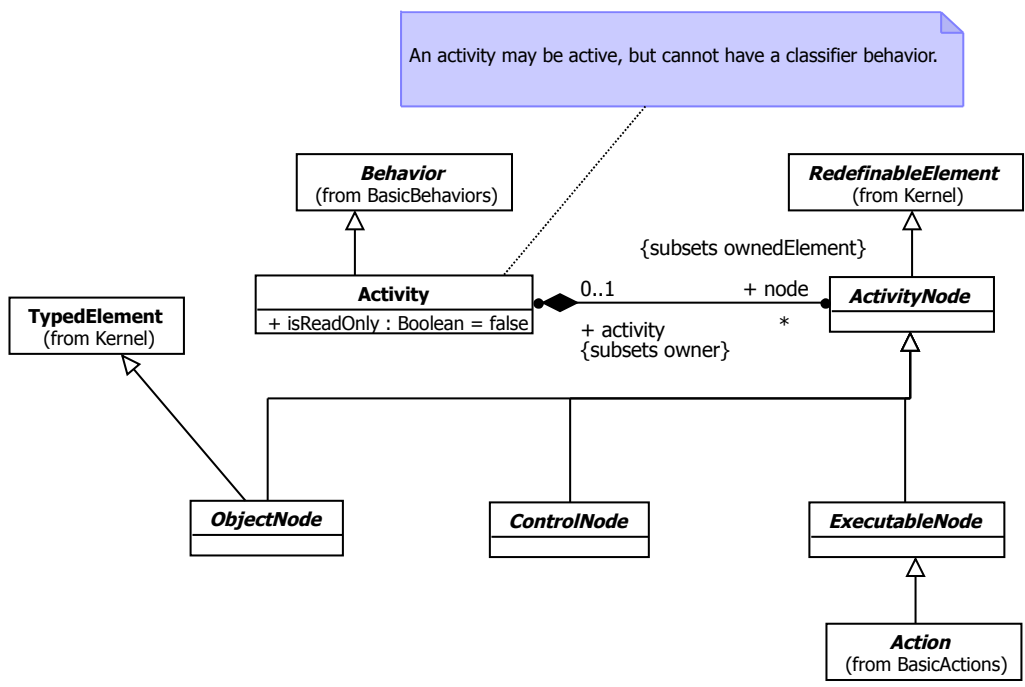 An activity may be active, but cannot have a classifier behavior.
Behavior
(from BasicBehaviors)
RedefinableElement
(from Kernel)
{subsets ownedElement}
Activity
+ isReadOnly : Boolean = false
0..1
+ node
*
+ activity
{subsets owner}
ActivityNode
TypedElement
(from Kernel)
ObjectNode
ControlNode
ExecutableNode
Action
(from BasicActions)